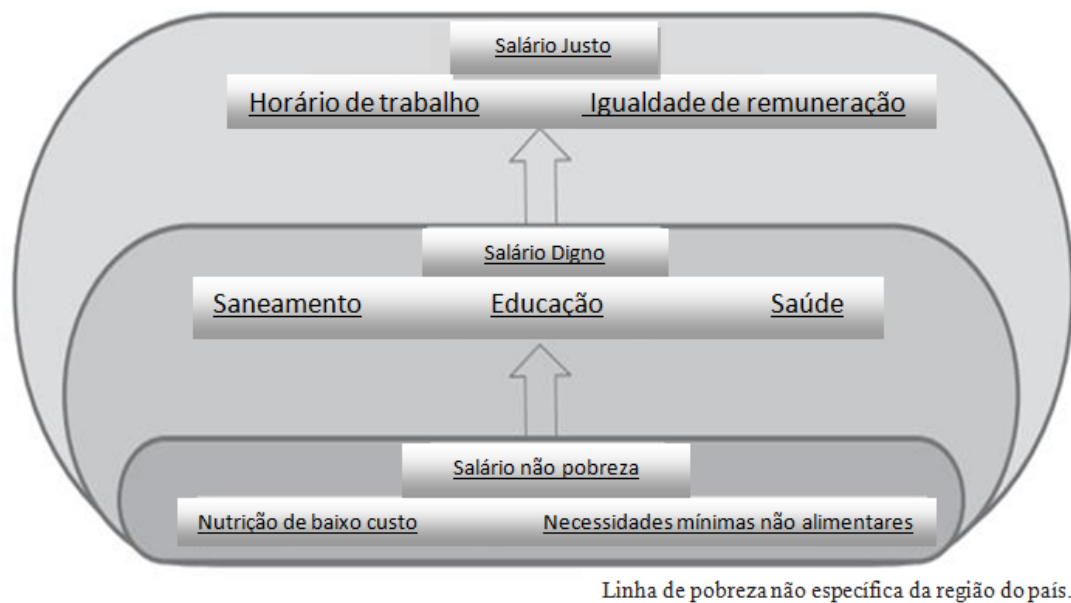 Salário Justo
Horário de trabalho Igualdade de remuneração
Salário Digno
Saneamento Educação Saúde
Salário não pobreza
Nutrição de baixo custo Necessidades mínimas não alimentares
Linha de pobreza não específica da região do país.